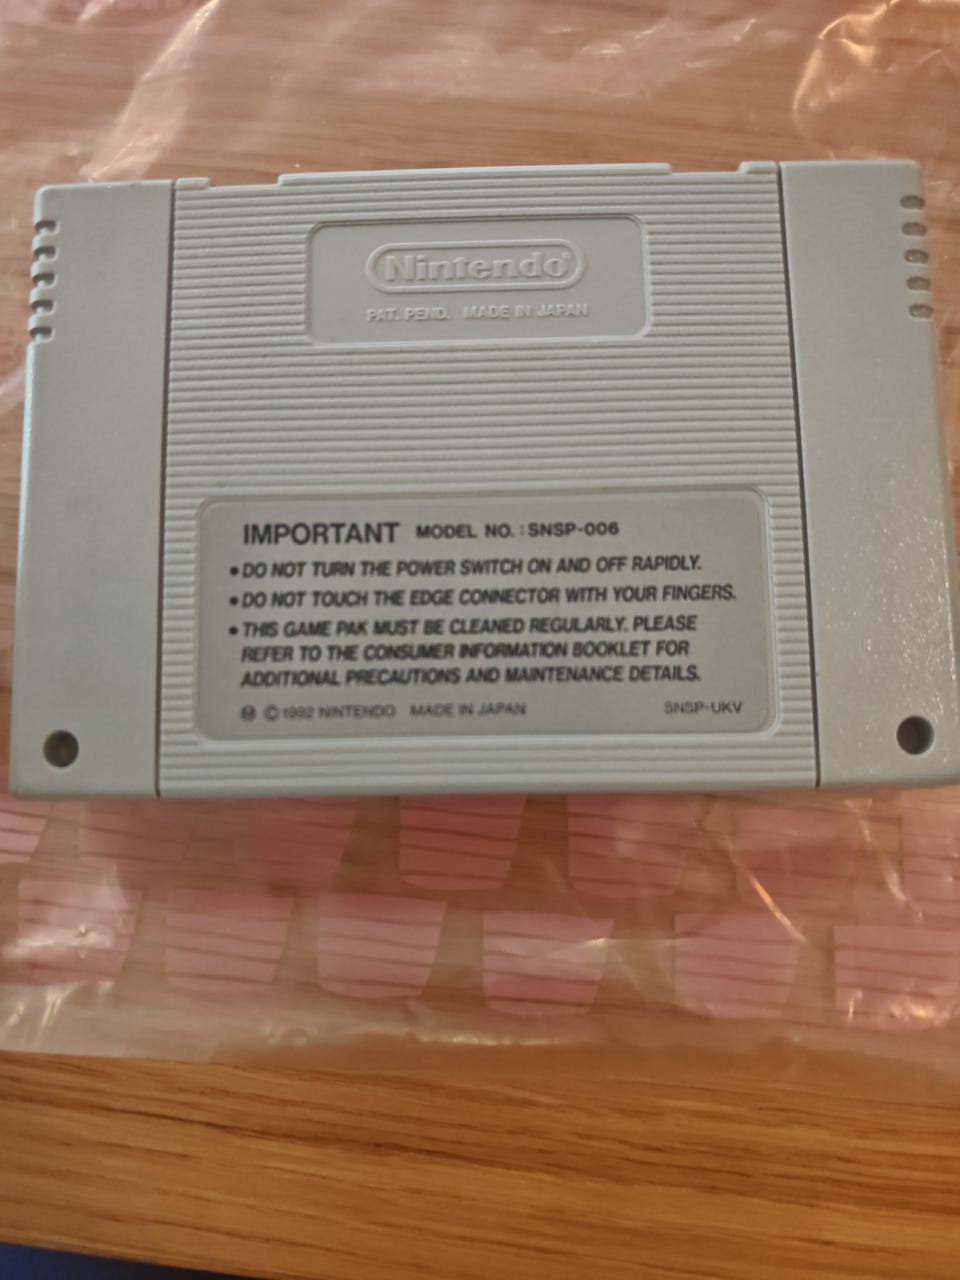 Nintendo®
PAT. PEND. MADE IN JAPAN
IMPORTANT MODEL NO.: SNSP-006
• DO NOT TURN THE POWER SWITCH ON AND OFF RAPIDLY.
• DO NOT TOUCH THE EDGE CONNECTOR WITH YOUR FINGERS.
• THIS GAME PAK MUST BE CLEANED REGULARLY. PLEASE
REFER TO THE CONSUMER INFORMATION BOOKLET FOR
ADDITIONAL PRECAUTIONS AND MAINTENANCE DETAILS.
Ⓜ © 1992 NINTENDO MADE IN JAPAN SNSP-UKV